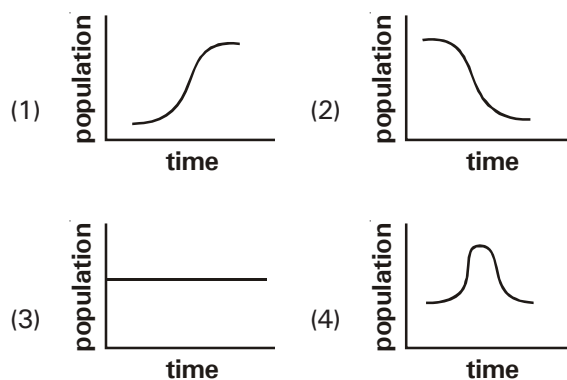 (1) population
time
(2) population
time
(3) population
time
(4) population
time